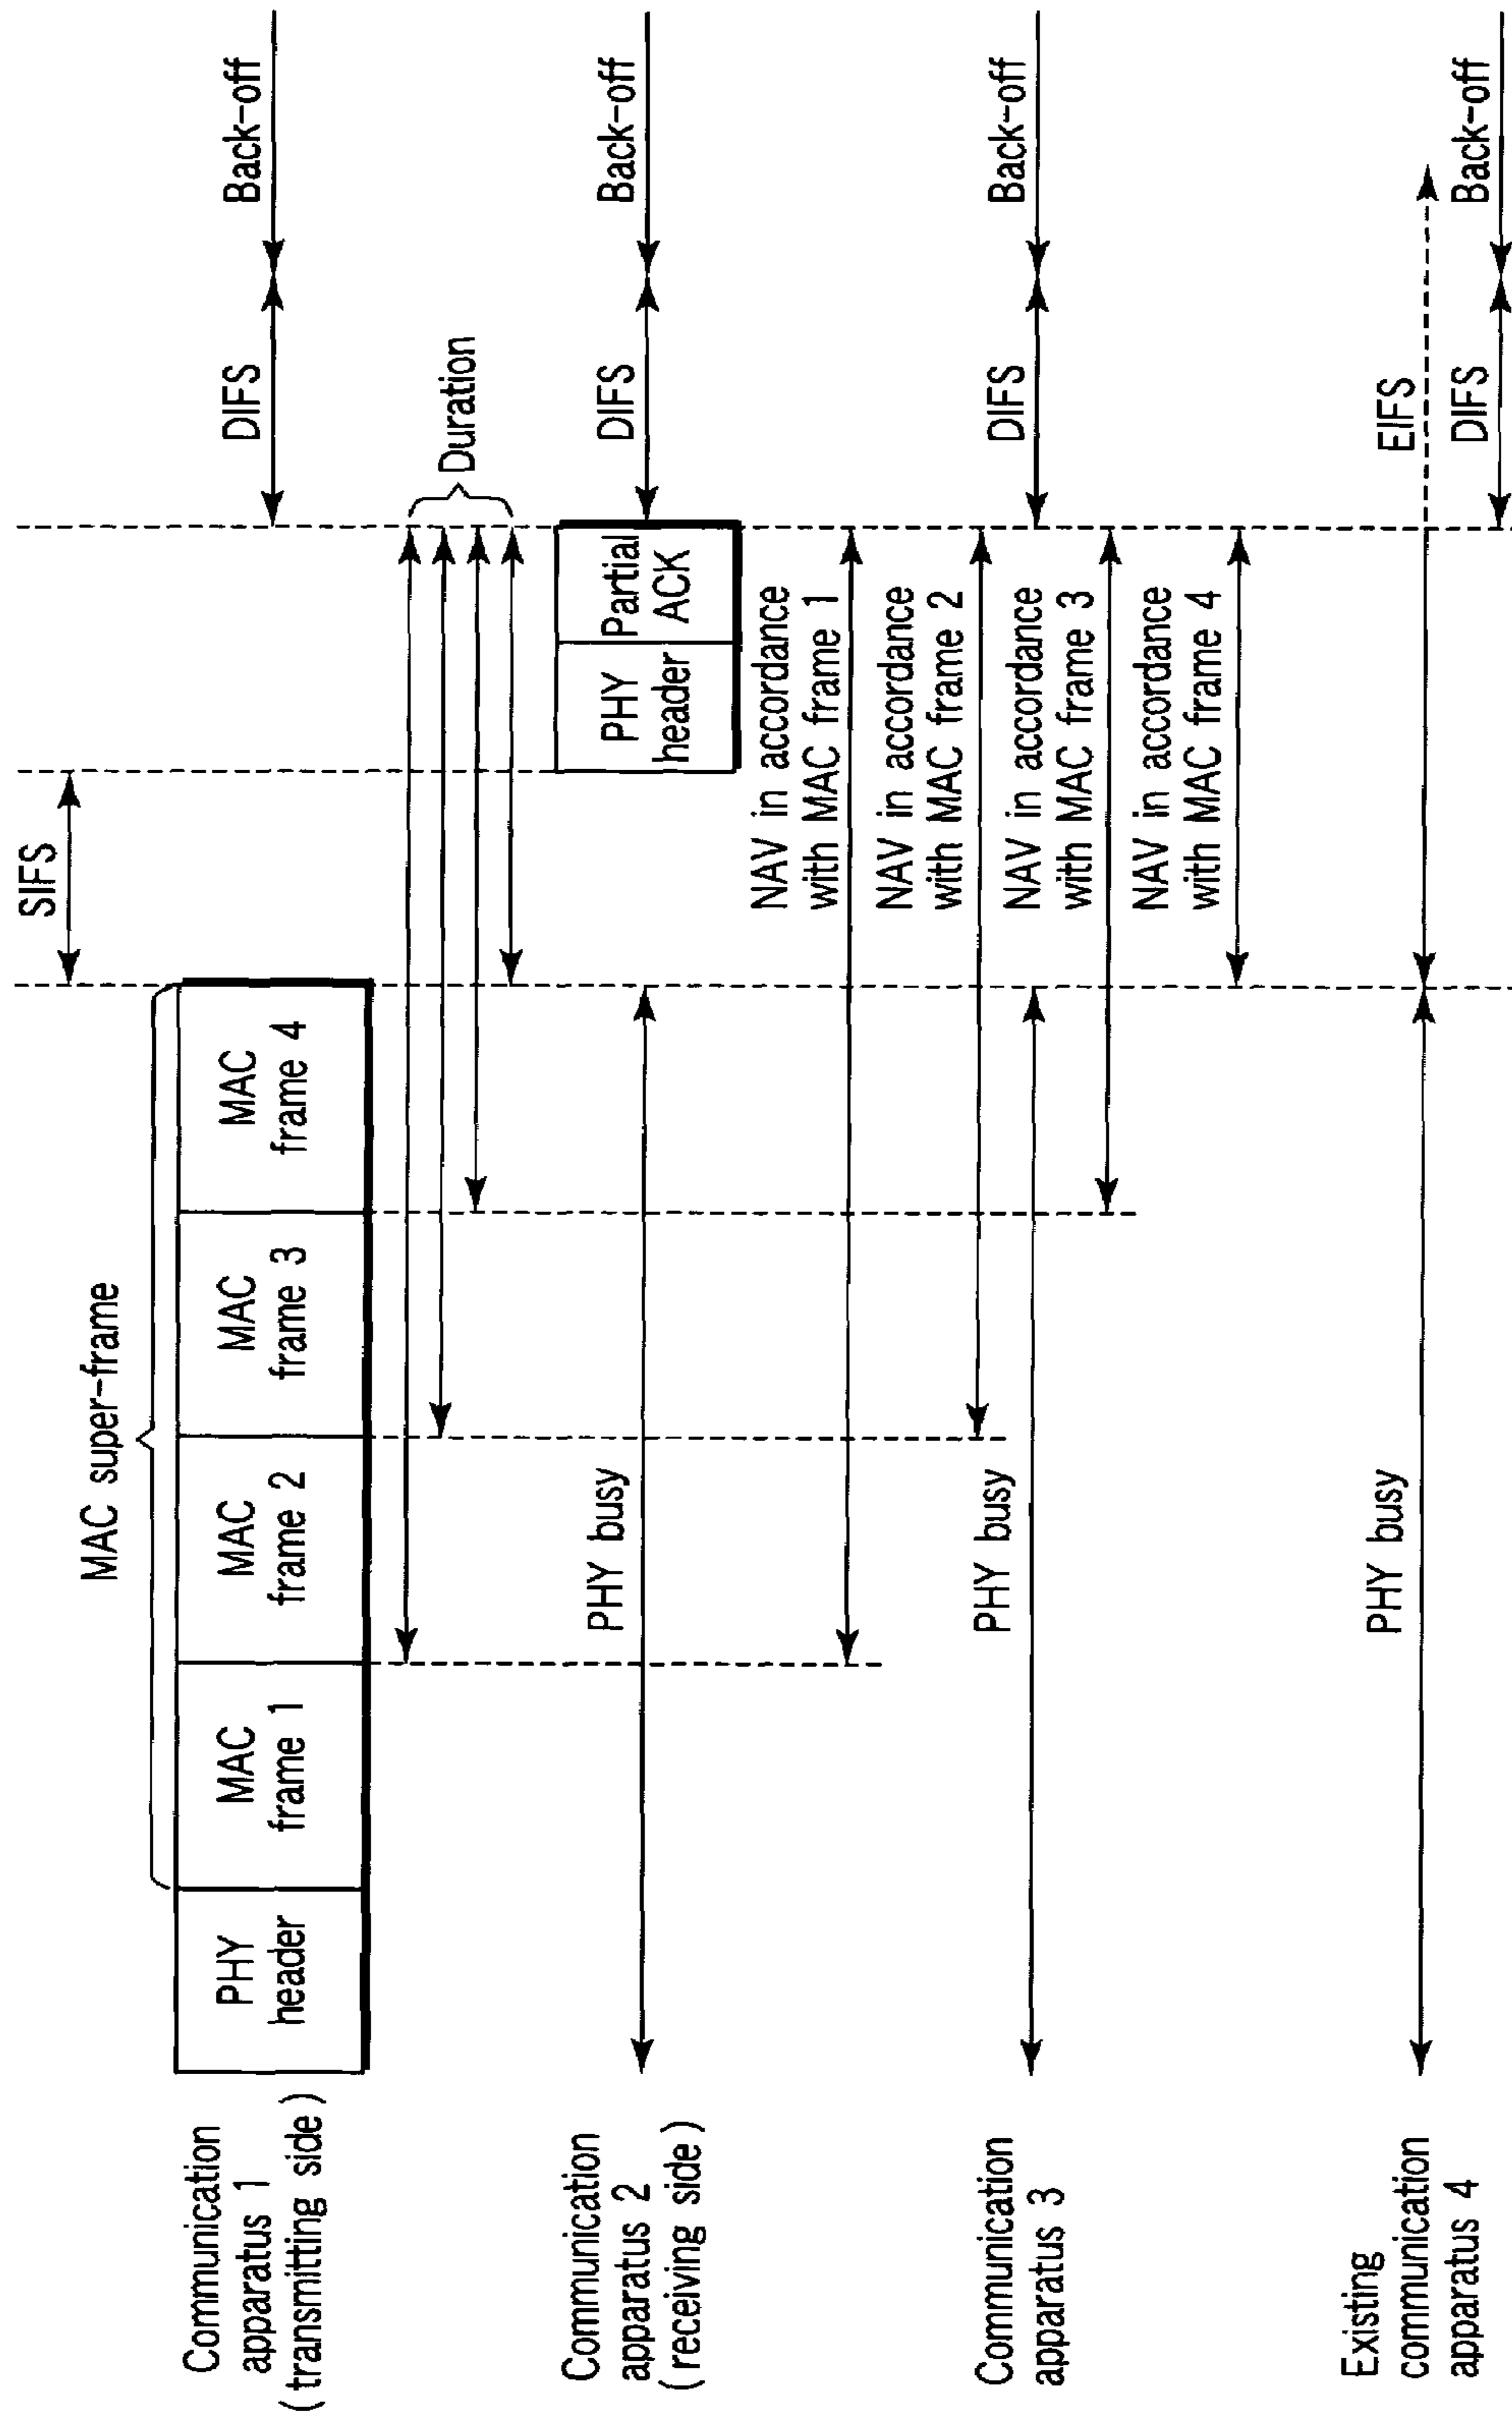 SIFS
MAC super-frame
Communication
apparatus 1
(transmitting side)
PHY
header
MAC
frame 1
MAC
frame 2
MAC
frame 3
MAC
frame 4
DIFS
Back-off
Duration
Communication
apparatus 2
(receiving side)
PHY busy
PHY
header
Partial
ACK
DIFS
Back-off
NAV in accordance
with MAC frame 1
NAV in accordance
with MAC frame 2
Communication
apparatus 3
PHY busy
NAV in accordance
with MAC frame 3
DIFS
Back-off
NAV in accordance
with MAC frame 4
Existing
communication
apparatus 4
PHY busy
EIFS
DIFS
Back-off